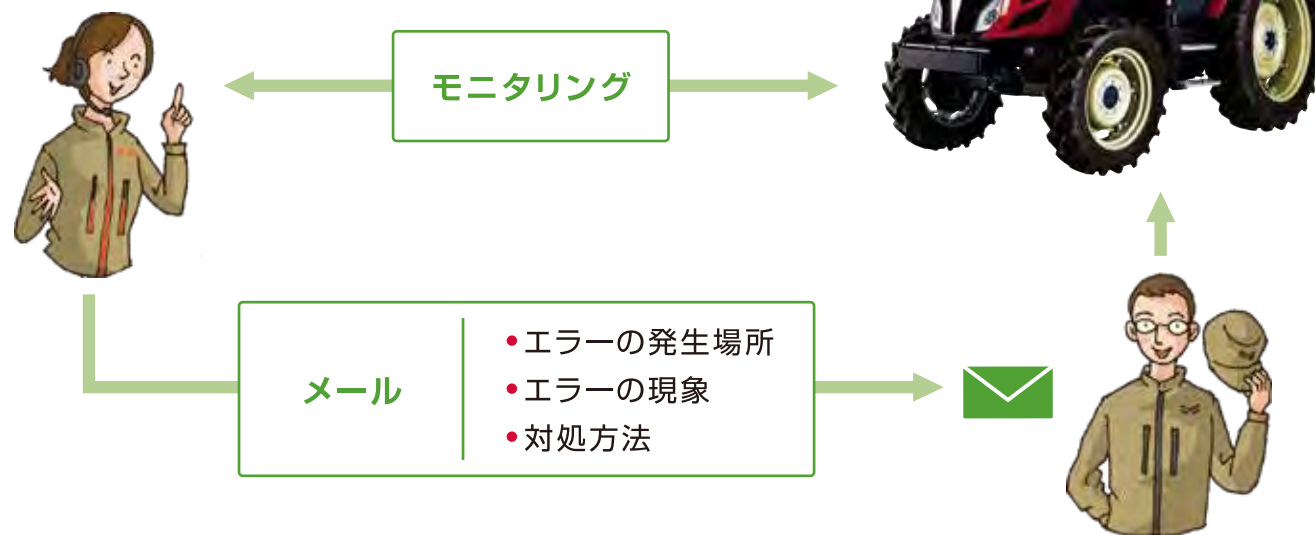 モニタリング
メール
•エラーの発生場所
•エラーの現象
•対処方法